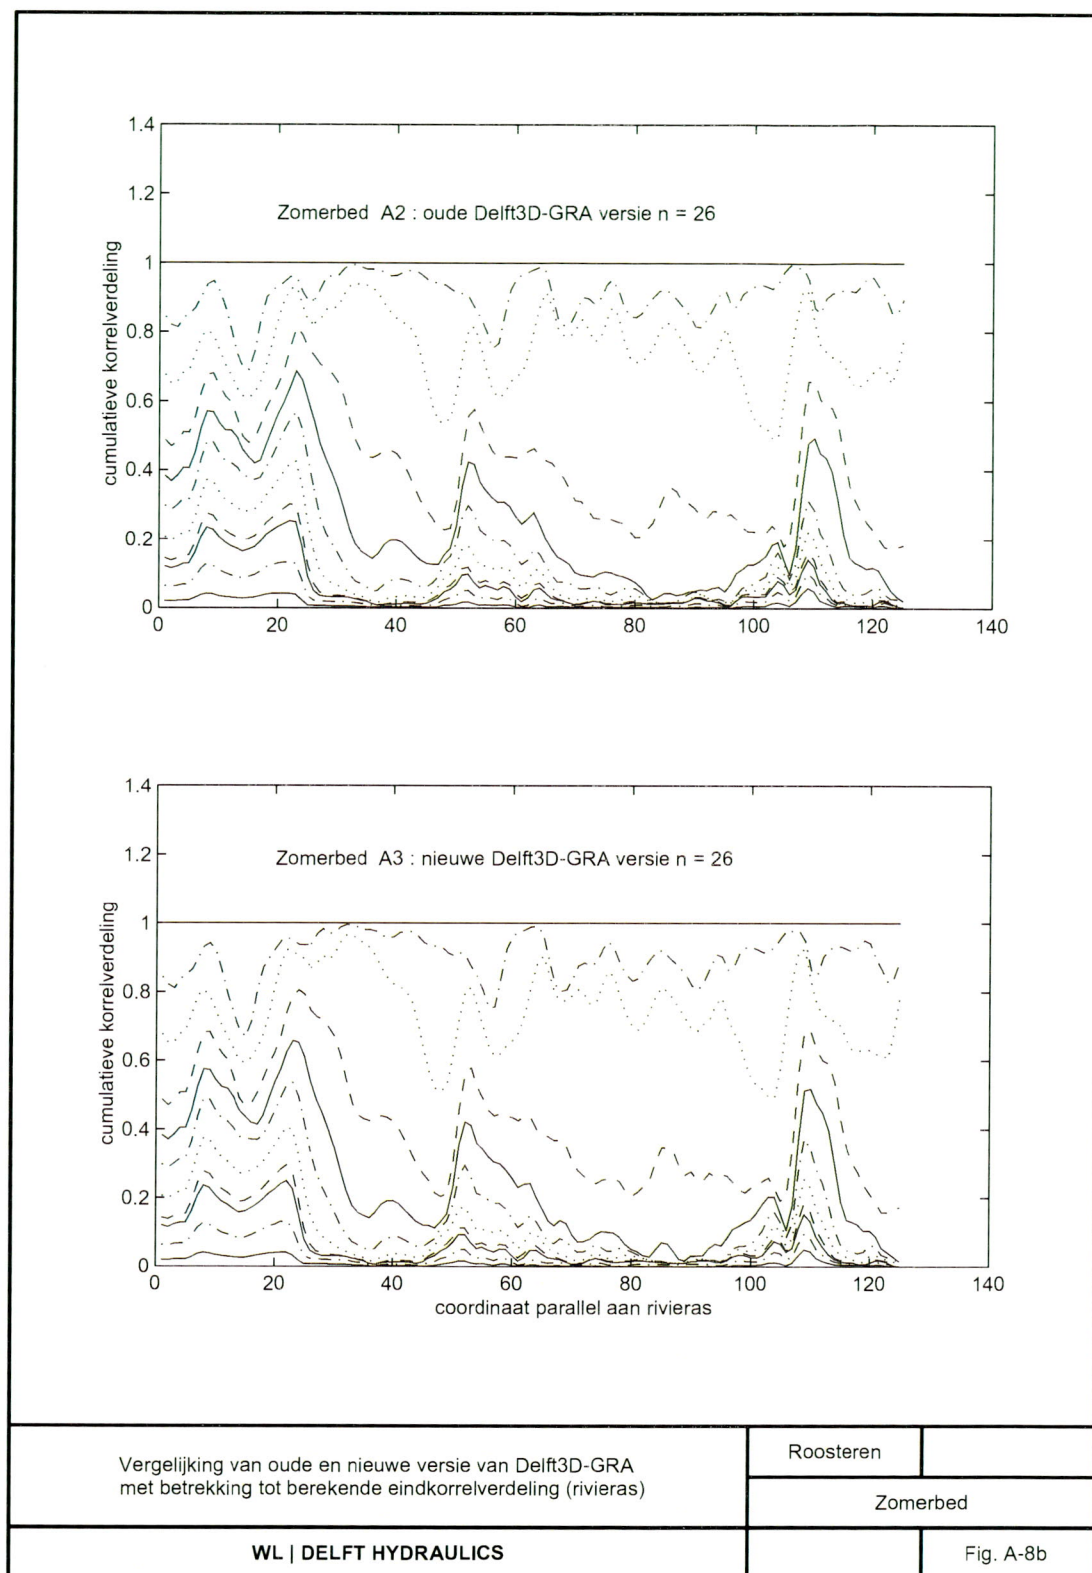 1.4
1.2
Zomerbed A2 : oude Delft3D-GRA versie n = 26
1
0.8
0.6
0.4
0.2
0
cumulatieve korrelverdeling
0 20 40 60 80 100 120 140
1.4
1.2
Zomerbed A3 : nieuwe Delft3D-GRA versie n = 26
1
0.8
0.6
0.4
0.2
0
cumulatieve korrelverdeling
0 20 40 60 80 100 120 140
coordinaat parallel aan rivieras
Vergelijking van oude en nieuwe versie van Delft3D-GRA
met betrekking tot berekende eindkorrelverdeling (rivieras)
Roosteren
Zomerbed
WL | DELFT HYDRAULICS
Fig. A-8b